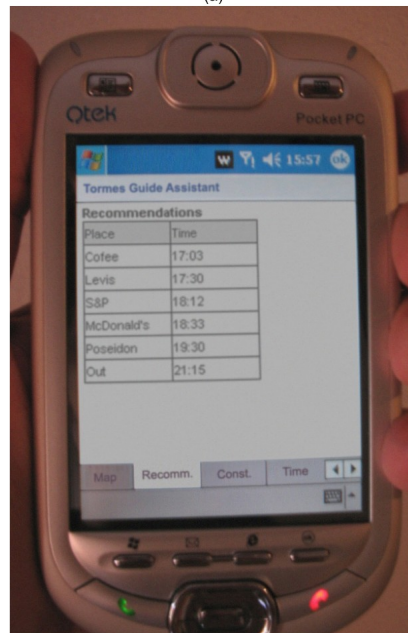 (a)
Qtek
Pocket PC
15:57 ok
Tormes Guide Assistant
Recommendations
Place Time
Cofee 17:03
Levis 17:30
S&P 18:12
McDonald's 18:33
Poseidon 19:30
Out 21:15
Map Recomm. Const. Time